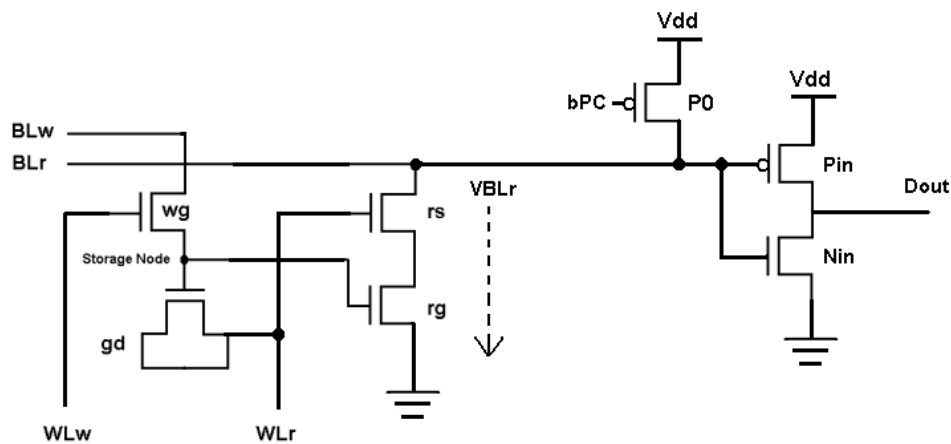 Vdd
bPC
P0
Vdd
BLw
BLr
VBLr
Pin
Dout
wg
rs
Storage Node
Nin
rg
gd
WLw
WLr